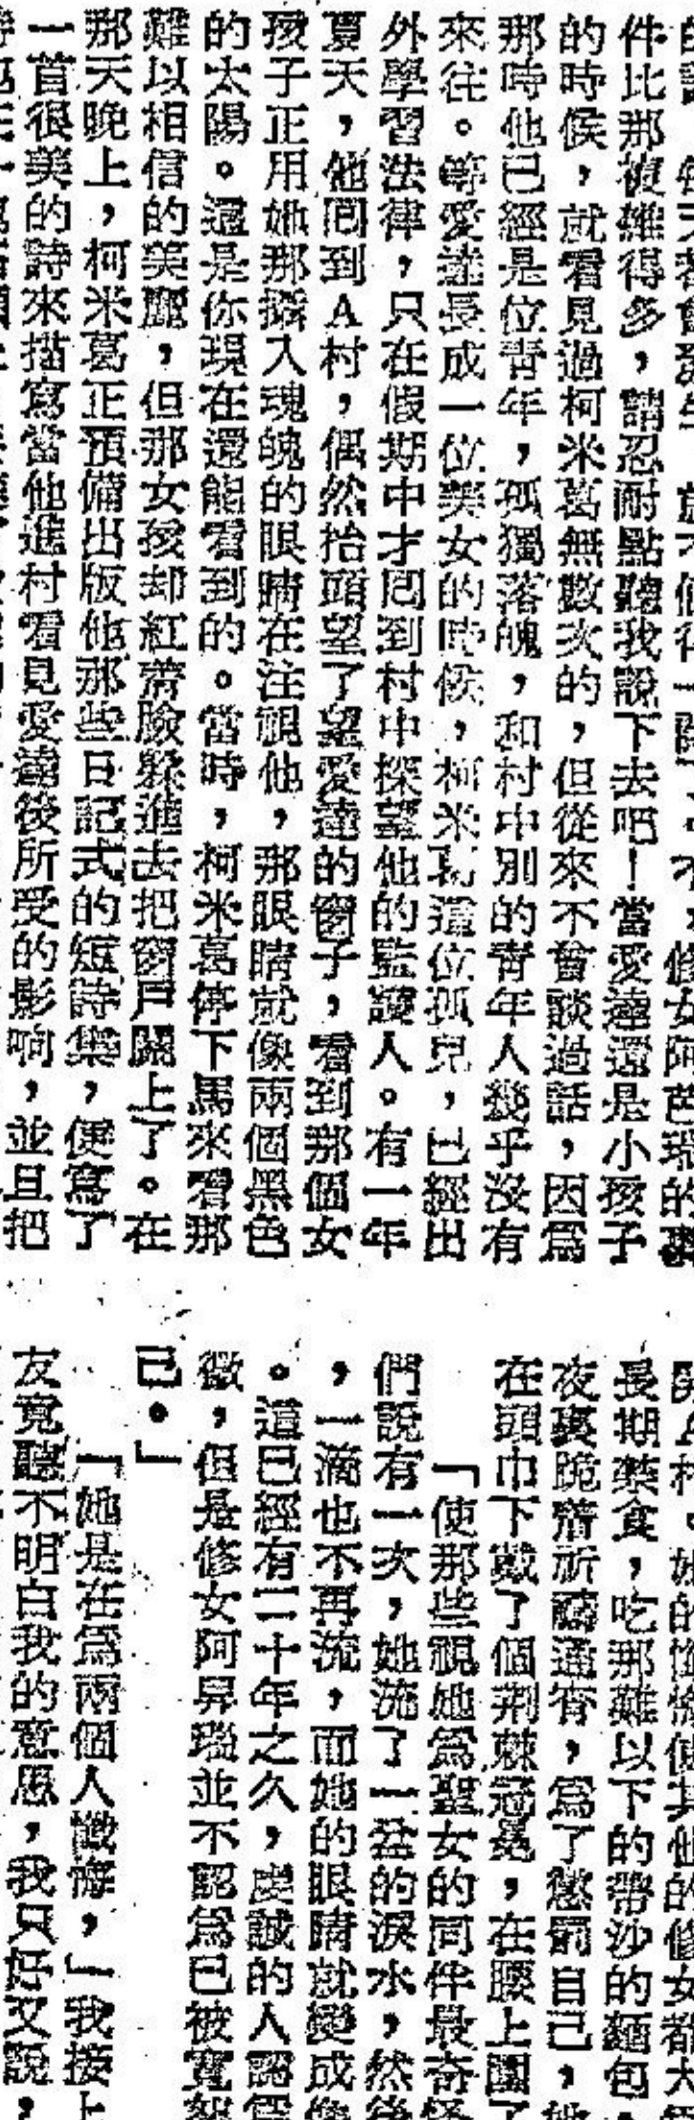 件比那複雜得多，請忍耐點聽我說下去吧！當愛達還是小孩子
的時候，就看見過柯米葛無數次的，但從來不曾談過話，因爲
那時他已經是位青年，孤獨落魄，和村中別的青年人幾乎沒有
來往。等愛達長成一位美女的時候，柯米葛這位孤兒，已經出
外學習法律，只在假期中才囘到村中探望他的監護人。有一年
夏天，他囘到A村，偶然抬頭望了望愛達的窗子，看到那個女
孩子正用她那攝人魂魄的眼睛在注視他，那眼睛就像兩個黑色
的太陽。還是你現在還能看到的。當時，柯米葛停下馬來看那
難以相信的美麗，但那女孩却紅着臉躲進去把窗戶關上了。在
那天晚上，柯米葛正預備出版他那些日記式的短詩集，便寫了
一首很美的詩來描寫當他進村看見愛達後所受的影响，並且把
長期禁食，吃那難以下的帶沙的麵包，
夜裏跪着祈禱通宵，爲了懲罰自己，她
在頭巾下戴了個荆棘冠冕，在腰上圍了
「使那些視她爲聖女的同伴最奇怪
們說有一次，她流了一盆的淚水，然後
，一滴也不再流，而她的眼睛就變成像
。這已經有二十年之久，虔誠的人認爲
徵，但是修女阿昇瑙並不認爲已被寬
己。」
「她是在爲兩個人懺悔，」我接上
友竟聽不明白我的意思，我只好又說，